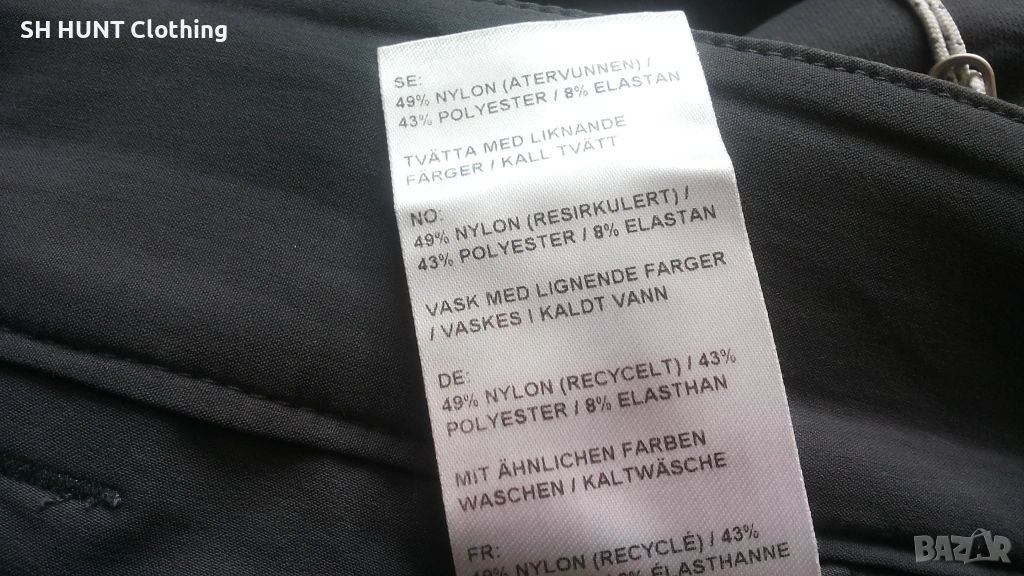 SH HUNT Clothing
SE:
49% NYLON (ÅTERVUNNEN) /
43% POLYESTER / 8% ELASTAN
TVÄTTA MED LIKNANDE
FÄRGER / KALL TVÄTT
NO:
49% NYLON (RESIRKULERT) /
43% POLYESTER / 8% ELASTAN
VASK MED LIGNENDE FARGER
/ VASKES I KALDT VANN
DE:
49% NYLON (RECYCELT) / 43%
POLYESTER / 8% ELASTHAN
MIT ÄHNLICHEN FARBEN
WASCHEN / KALTWÄSCHE
FR:
49% NYLON (RECYCLÉ) / 43%
ÉLASTHANNE
BAZAR